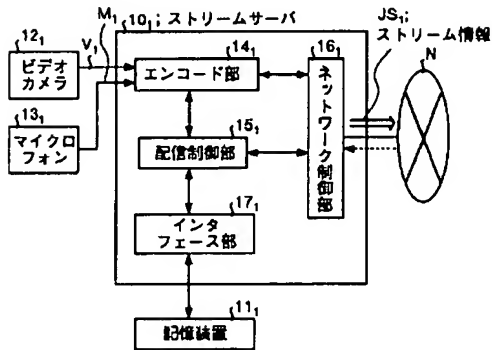 M₁
10₁;ストリームサーバ
JS₁;
ストリーム情報
N
12₁
ビデオ
カメラ
V₁
14₁
エンコード部
16₁
ネットワーク制御部
13₁
マイクロ
フォン
15₁
配信制御部
17₁
インタ
フェース部
11₁
記憶装置